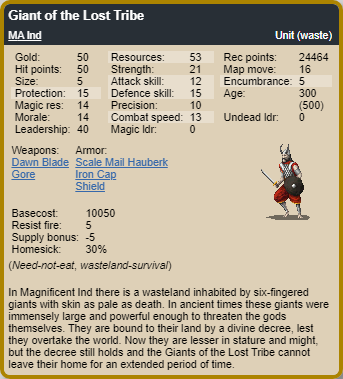 Giant of the Lost Tribe
MA Ind Unit (waste)
Gold: 50 Resources: 53 Rec points: 24464
Hit points: 50 Strength: 21 Map move: 16
Size: 5 Attack skill: 12 Encumbrance: 5
Protection: 15 Defence skill: 15 Age: 300
Magic res: 14 Precision: 10 (500)
Morale: 14 Combat speed: 13 Undead ldr: 0
Leadership: 40 Magic ldr: 0
Weapons: Armor:
Dawn Blade Scale Mail Hauberk
Gore Iron Cap
Shield
Basecost: 10050
Resist fire: 5
Supply bonus: -5
Homesick: 30%
(Need-not-eat, wasteland-survival)
In Magnificent Ind there is a wasteland inhabited by six-fingered
giants with skin as pale as death. In ancient times these giants were
immensely large and powerful enough to threaten the gods
themselves. They are bound to their land by a divine decree, lest
they overtake the world. Now they are lesser in stature and might,
but the decree still holds and the Giants of the Lost Tribe cannot
leave their home for an extended period of time.